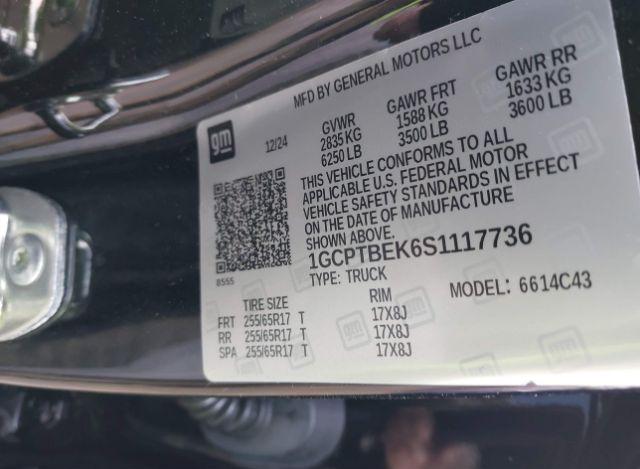 MFD BY GENERAL MOTORS LLC
gm
12/24
GVWR GAWR FRT GAWR RR
2835 KG 1588 KG 1633 KG
6250 LB 3500 LB 3600 LB
THIS VEHICLE CONFORMS TO ALL
APPLICABLE U.S. FEDERAL MOTOR
VEHICLE SAFETY STANDARDS IN EFFECT
ON THE DATE OF MANUFACTURE
SHOWN ABOVE.
1GCPTBEK6S1117736
8555
TYPE: TRUCK MODEL: 6614C43
TIRE SIZE RIM
FRT 255/65R17 T 17X8J
RR 255/65R17 T 17X8J
SPA 255/65R17 T 17X8J